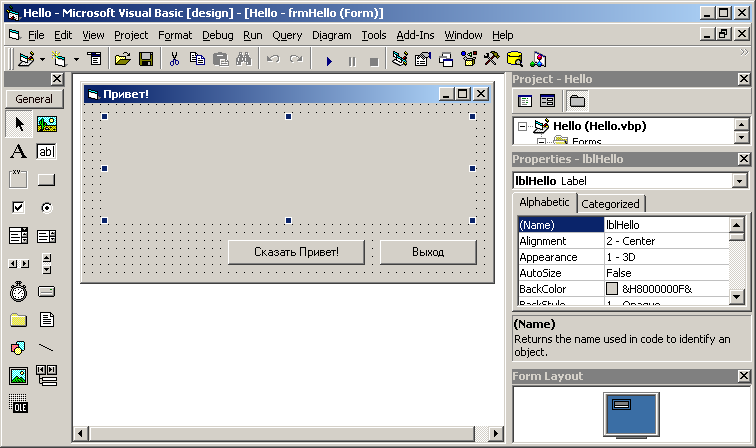 Hello - Microsoft Visual Basic [design] - [Hello - frmHello (Form)]
File Edit View Project Format Debug Run Query Diagram Tools Add-Ins Window Help
General
A
ab
xv
OLE
Привет!
Сказать Привет!
Выход
Project - Hello
Hello (Hello.vbp)
Forms
Properties - lblHello
lblHello Label
Alphabetic Categorized
(Name) lblHello
Alignment 2 - Center
Appearance 1 - 3D
AutoSize False
BackColor &H8000000F&
BackStyle 1 - Opaque
(Name)
Returns the name used in code to identify an
object.
Form Layout